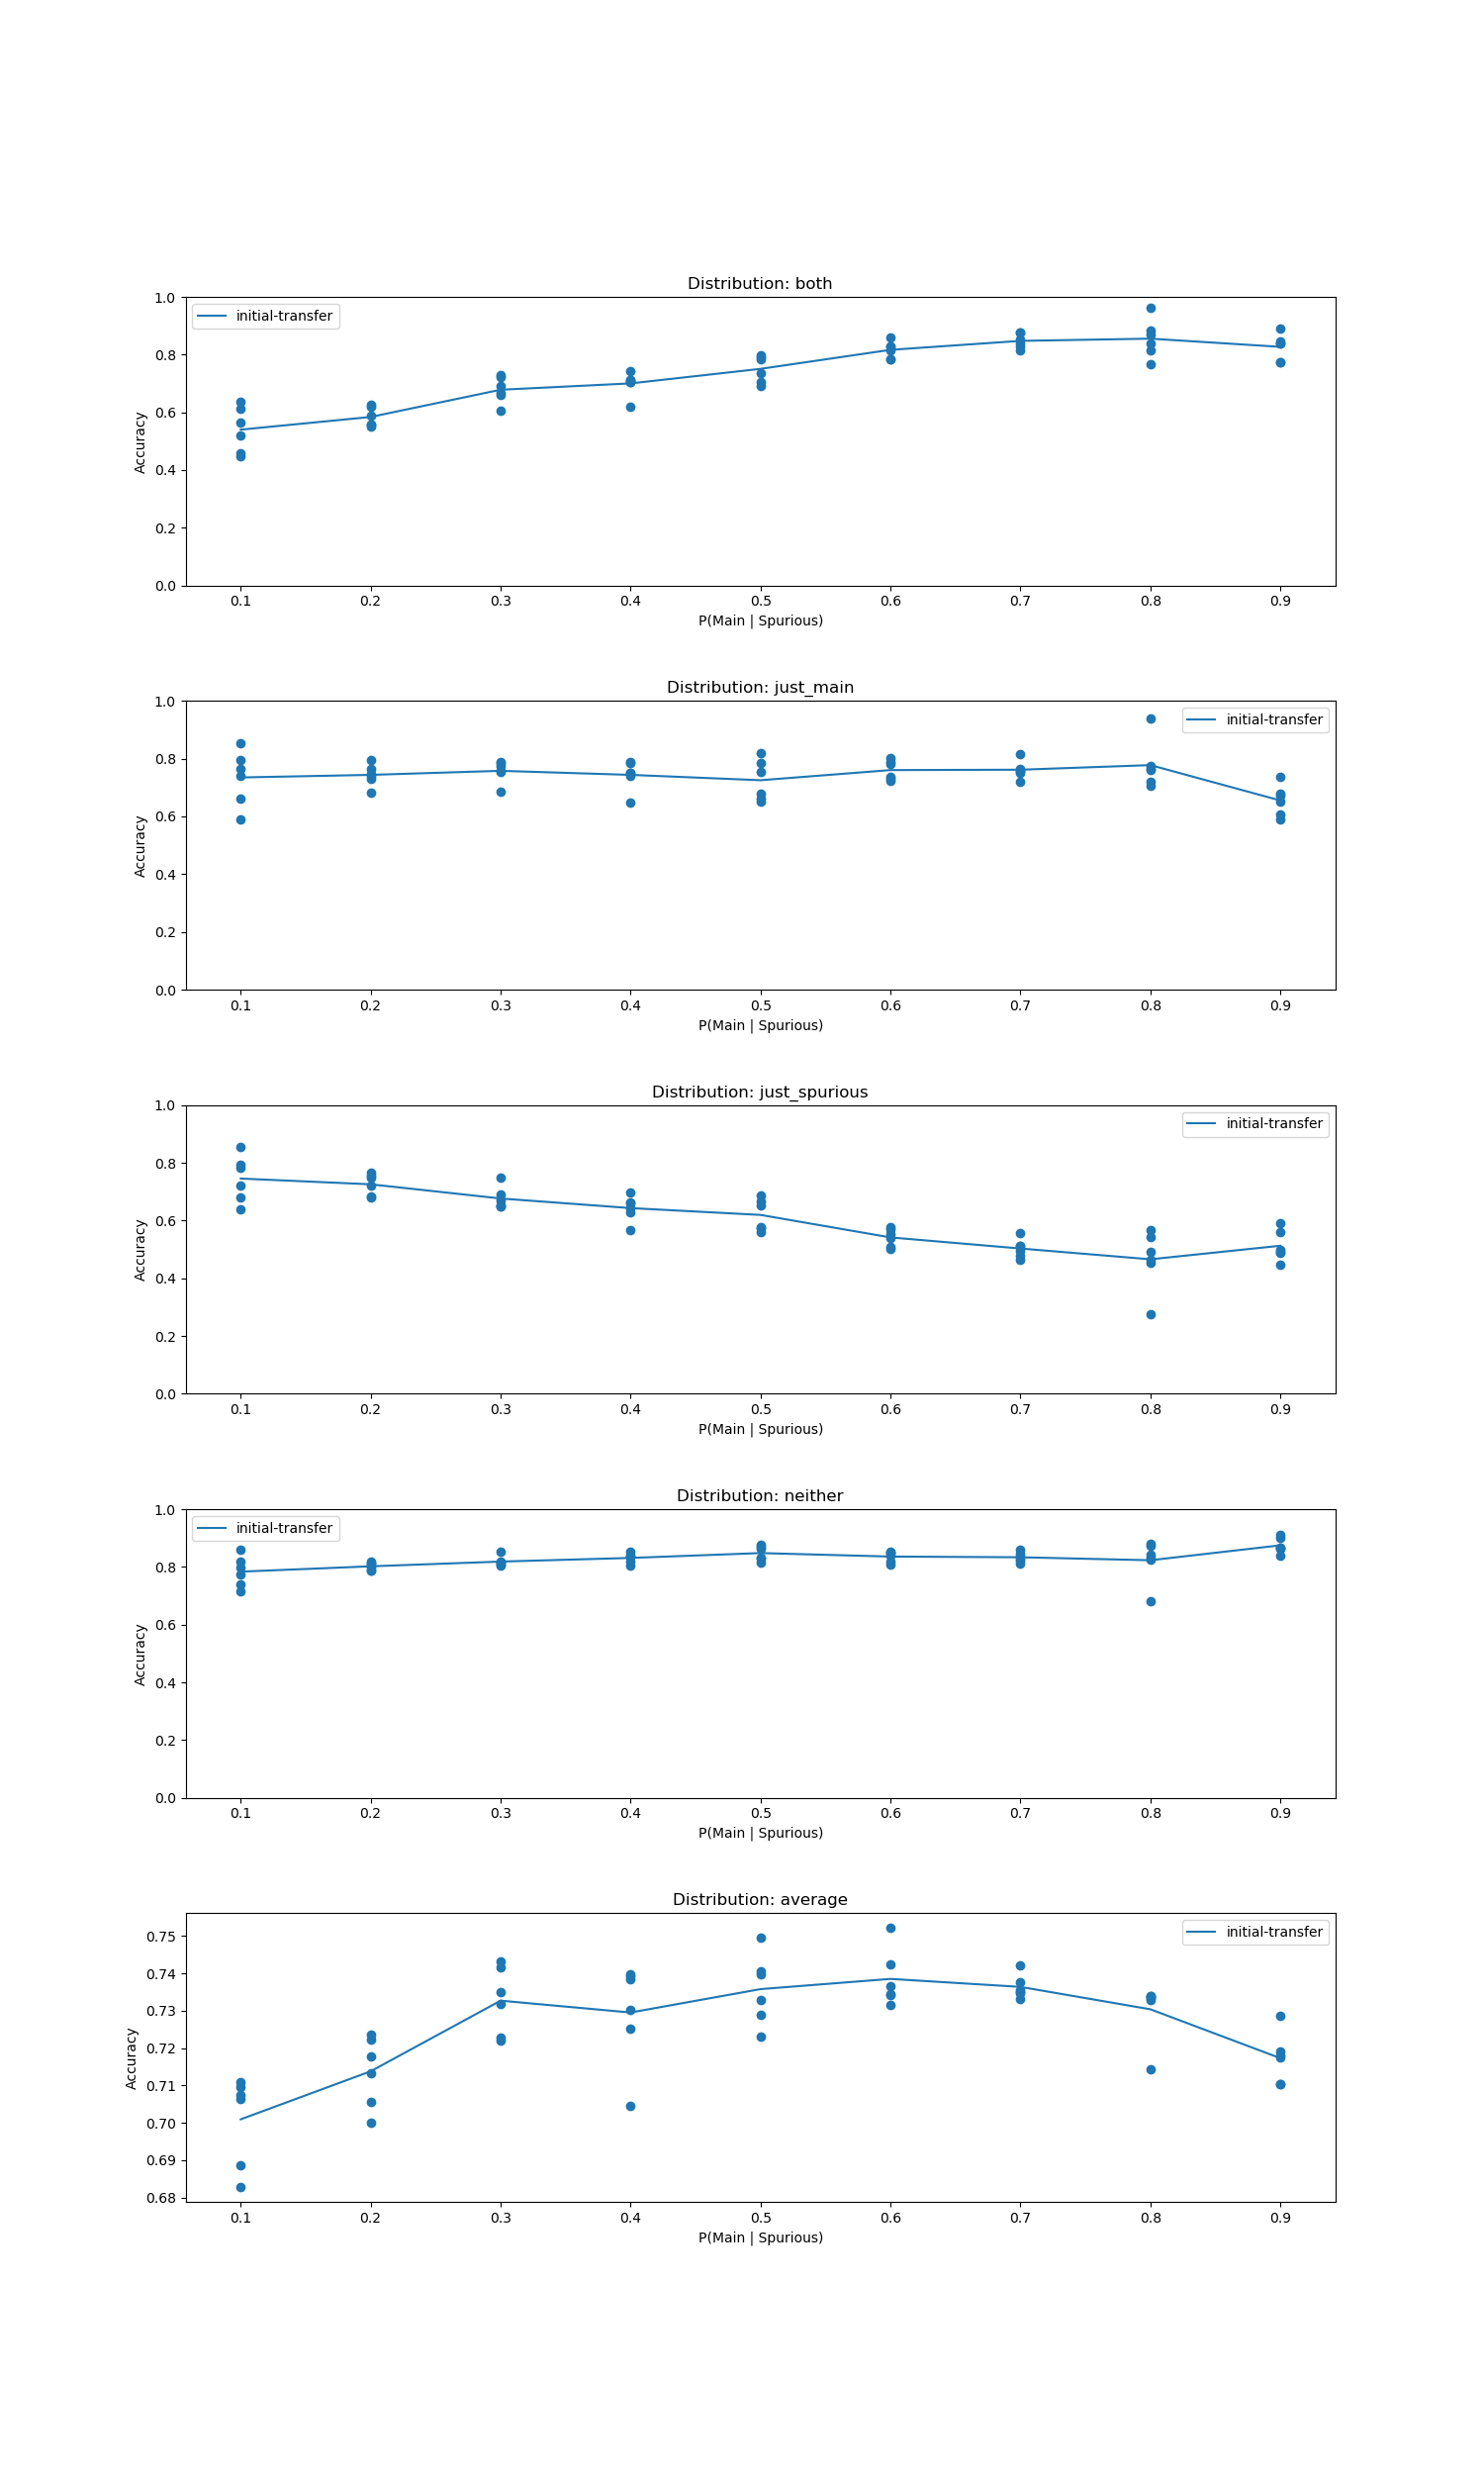 Distribution: both
1.0
0.8
0.6
0.4
0.2
0.0
Accuracy
initial-transfer
0.1 0.2 0.3 0.4 0.5 0.6 0.7 0.8 0.9
P(Main | Spurious)
Distribution: just_main
1.0
0.8
0.6
0.4
0.2
0.0
Accuracy
initial-transfer
0.1 0.2 0.3 0.4 0.5 0.6 0.7 0.8 0.9
P(Main | Spurious)
Distribution: just_spurious
1.0
0.8
0.6
0.4
0.2
0.0
Accuracy
initial-transfer
0.1 0.2 0.3 0.4 0.5 0.6 0.7 0.8 0.9
P(Main | Spurious)
Distribution: neither
1.0
0.8
0.6
0.4
0.2
0.0
Accuracy
initial-transfer
0.1 0.2 0.3 0.4 0.5 0.6 0.7 0.8 0.9
P(Main | Spurious)
Distribution: average
0.75
0.74
0.73
0.72
0.71
0.70
0.69
0.68
Accuracy
initial-transfer
0.1 0.2 0.3 0.4 0.5 0.6 0.7 0.8 0.9
P(Main | Spurious)